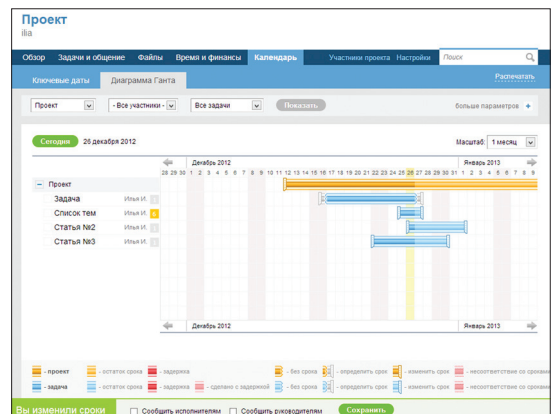 Проект
ilia
Обзор Задачи и общение Файлы Время и финансы Календарь Участники проекта Настройки Поиск
Ключевые даты Диаграмма Ганта Распечатать
Проект - Все участники - Все задачи Показать больше параметров +
Сегодня 26 декабря 2012 Масштаб: 1 месяц
Декабрь 2012 Январь 2013
28 29 30 1 2 3 4 5 6 7 8 9 10 11 12 13 14 15 16 17 18 19 20 21 22 23 24 25 26 27 28 29 30 31 1 2 3 4 5 6 7 8 9
Проект
Задача Илья И.
Список тем Илья И.
Статья №2 Илья И.
Статья №3 Илья И.
Декабрь 2012 Январь 2013
- проект - остаток срока - задержка - без срока - определить срок - изменить срок - несоответствие со сроками
- задача - остаток срока - задержка - сделано с задержкой - без срока - определить срок - изменить срок - несоответствие со сроками
Вы изменили сроки Сообщить исполнителям Сообщить руководителям Сохранить